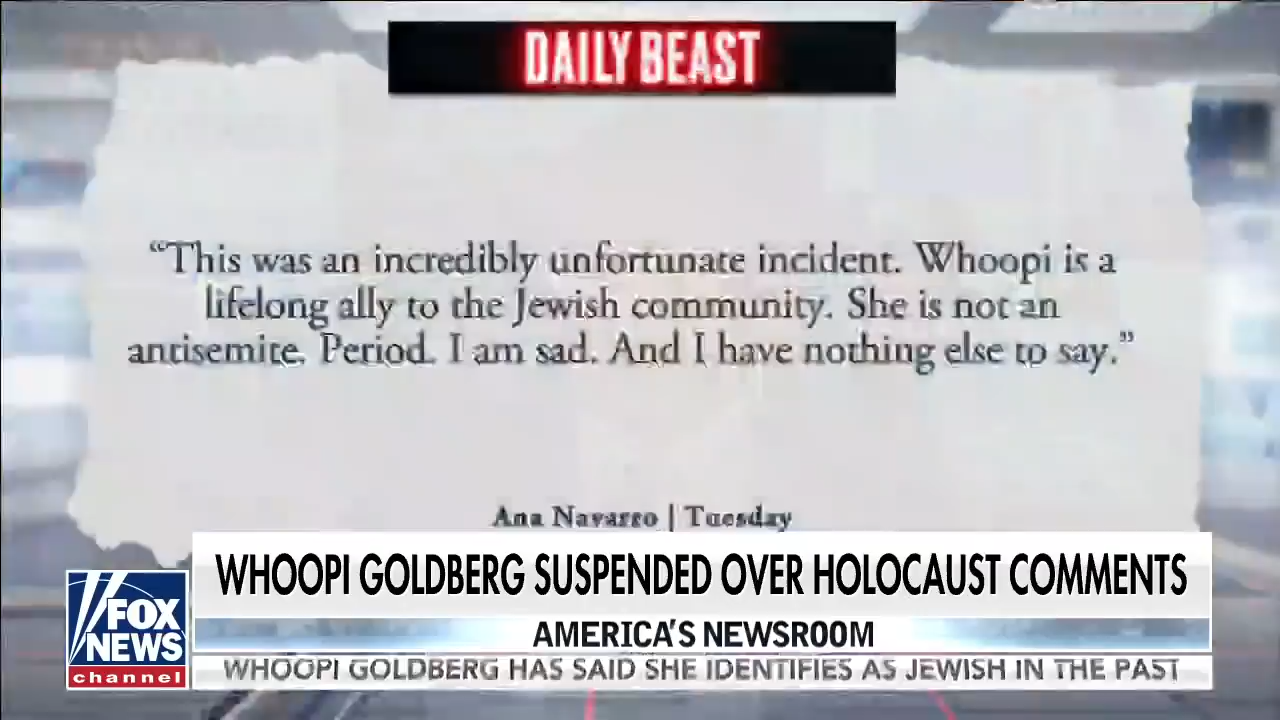 DAILY BEAST
“This was an incredibly unfortunate incident. Whoopi is a
lifelong ally to the Jewish community. She is not an
antisemite. Period. I am sad. And I have nothing else to say.”
Ana Navarro | Tuesday
WHOOPI GOLDBERG SUSPENDED OVER HOLOCAUST COMMENTS
AMERICA'S NEWSROOM
WHOOPI GOLDBERG HAS SAID SHE IDENTIFIES AS JEWISH IN THE PAST
FOX
NEWS
channel